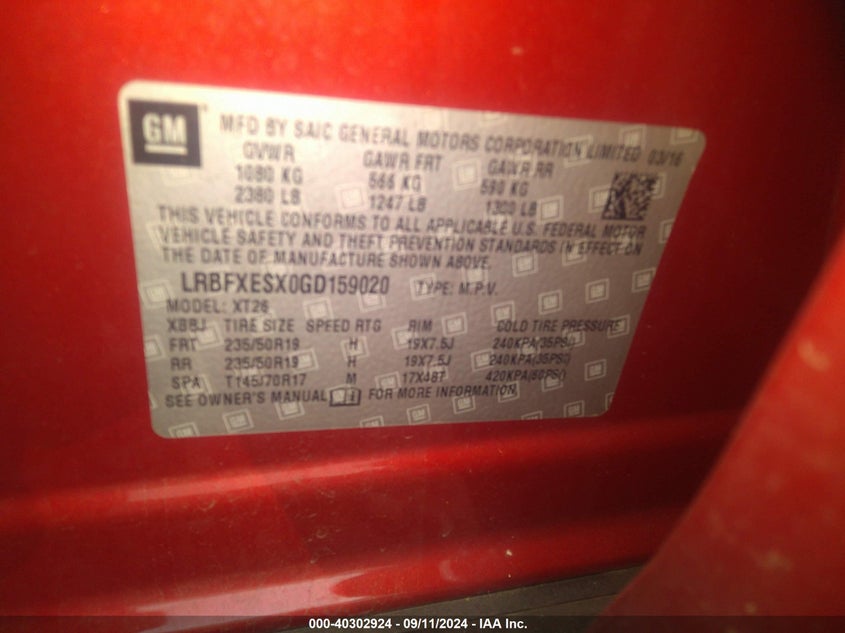 GM
MFD BY SAIC GENERAL MOTORS CORPORATION LIMITED 03/16
GVWR GAWR FRT GAWR RR
1080 KG 566 KG 590 KG
2380 LB 1247 LB 1300 LB
THIS VEHICLE CONFORMS TO ALL APPLICABLE U.S. FEDERAL MOTOR
VEHICLE SAFETY AND THEFT PREVENTION STANDARDS IN EFFECT ON
THE DATE OF MANUFACTURE SHOWN ABOVE.
LRBFXESX0GD159020 TYPE: M.P.V.
MODEL: XT26
XBBJ TIRE SIZE SPEED RTG RIM COLD TIRE PRESSURE
FRT 235/50R19 H 19X7.5J 240KPA(35PSI)
RR 235/50R19 H 19X7.5J 240KPA(35PSI)
SPA T145/70R17 M 17X4BT 420KPA(60PSI)
SEE OWNER'S MANUAL FOR MORE INFORMATION
000-40302924 - 09/11/2024 - IAA Inc.